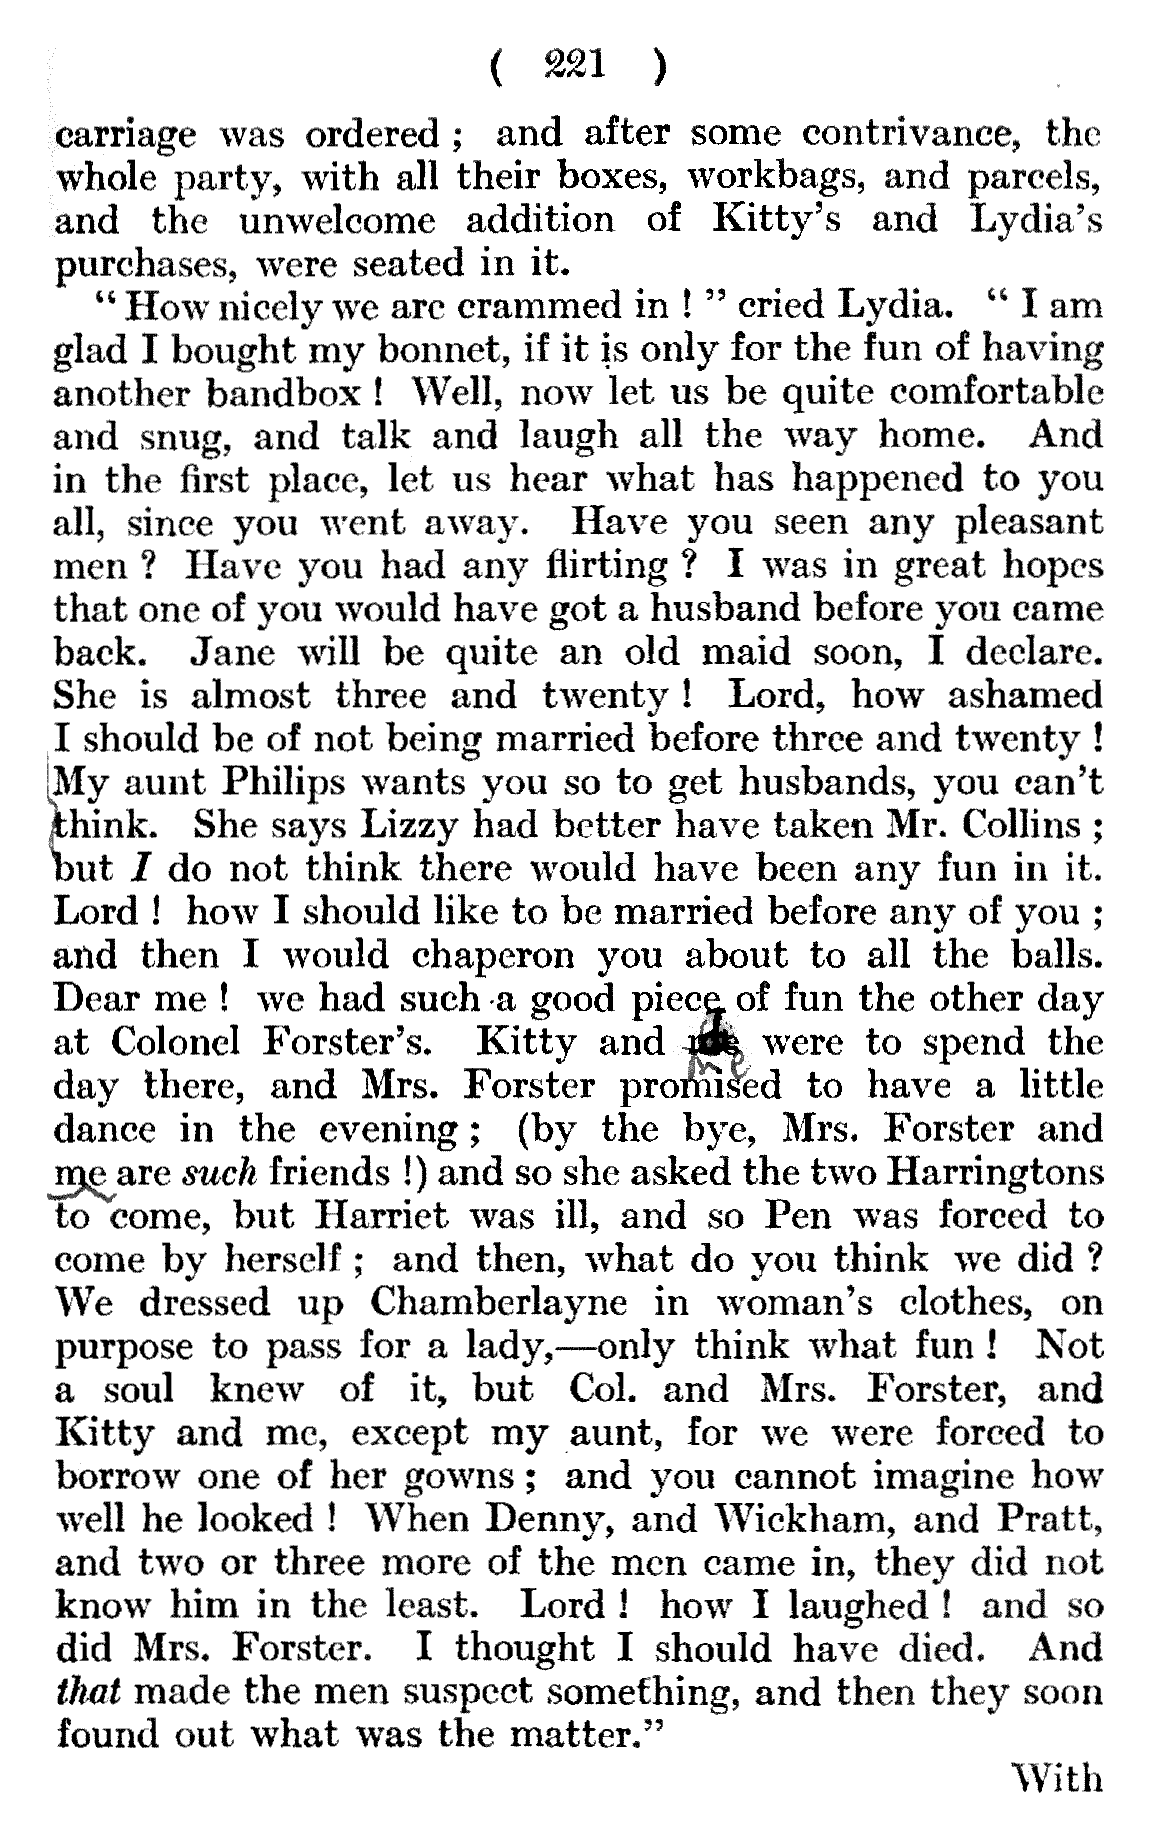 ( 221 )
carriage was ordered ; and after some contrivance, the
whole party, with all their boxes, workbags, and parcels,
and the unwelcome addition of Kitty's and Lydia's
purchases, were seated in it.
“ How nicely we are crammed in ! ” cried Lydia. “ I am
glad I bought my bonnet, if it is only for the fun of having
another bandbox ! Well, now let us be quite comfortable
and snug, and talk and laugh all the way home. And
in the first place, let us hear what has happened to you
all, since you went away. Have you seen any pleasant
men ? Have you had any flirting ? I was in great hopes
that one of you would have got a husband before you came
back. Jane will be quite an old maid soon, I declare.
She is almost three and twenty ! Lord, how ashamed
I should be of not being married before three and twenty !
My aunt Philips wants you so to get husbands, you can't
think. She says Lizzy had better have taken Mr. Collins ;
but I do not think there would have been any fun in it.
Lord ! how I should like to be married before any of you ;
and then I would chaperon you about to all the balls.
Dear me ! we had such a good piece of fun the other day
at Colonel Forster's. Kitty and me were to spend the
day there, and Mrs. Forster promised to have a little
dance in the evening ; (by the bye, Mrs. Forster and
me are such friends !) and so she asked the two Harringtons
to come, but Harriet was ill, and so Pen was forced to
come by herself ; and then, what do you think we did ?
We dressed up Chamberlayne in woman's clothes, on
purpose to pass for a lady,—only think what fun ! Not
a soul knew of it, but Col. and Mrs. Forster, and
Kitty and me, except my aunt, for we were forced to
borrow one of her gowns ; and you cannot imagine how
well he looked ! When Denny, and Wickham, and Pratt,
and two or three more of the men came in, they did not
know him in the least. Lord ! how I laughed ! and so
did Mrs. Forster. I thought I should have died. And
that made the men suspect something, and then they soon
found out what was the matter.”
With